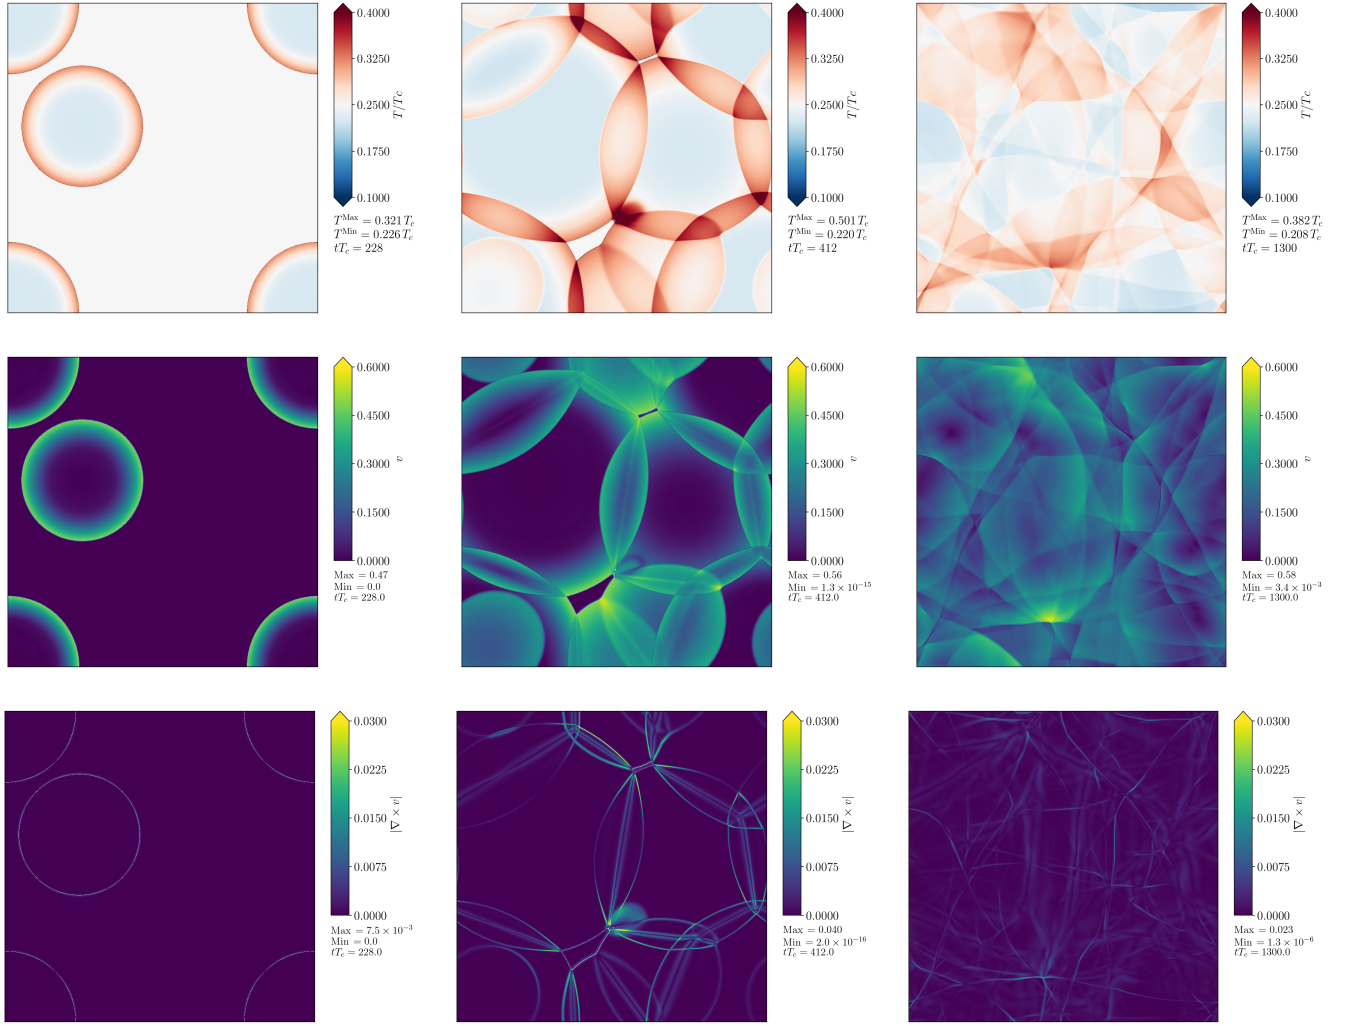 0.4000
0.3250
0.2500
0.1750
0.1000
T/Tc
T^Max = 0.321 T_c
T^Min = 0.226 T_c
tT_c = 228
0.4000
0.3250
0.2500
0.1750
0.1000
T/Tc
T^Max = 0.501 T_c
T^Min = 0.220 T_c
tT_c = 412
0.4000
0.3250
0.2500
0.1750
0.1000
T/Tc
T^Max = 0.382 T_c
T^Min = 0.208 T_c
tT_c = 1300
0.6000
0.4500
0.3000
0.1500
0.0000
v
Max = 0.47
Min = 0.0
tT_c = 228.0
0.6000
0.4500
0.3000
0.1500
0.0000
v
Max = 0.56
Min = 1.3 × 10^−15
tT_c = 412.0
0.6000
0.4500
0.3000
0.1500
0.0000
v
Max = 0.58
Min = 3.4 × 10^−3
tT_c = 1300.0
0.0300
0.0225
0.0150
0.0075
0.0000
|∇ × v|
Max = 7.5 × 10^−3
Min = 0.0
tT_c = 228.0
0.0300
0.0225
0.0150
0.0075
0.0000
|∇ × v|
Max = 0.040
Min = 2.0 × 10^−16
tT_c = 412.0
0.0300
0.0225
0.0150
0.0075
0.0000
|∇ × v|
Max = 0.023
Min = 1.3 × 10^−6
tT_c = 1300.0